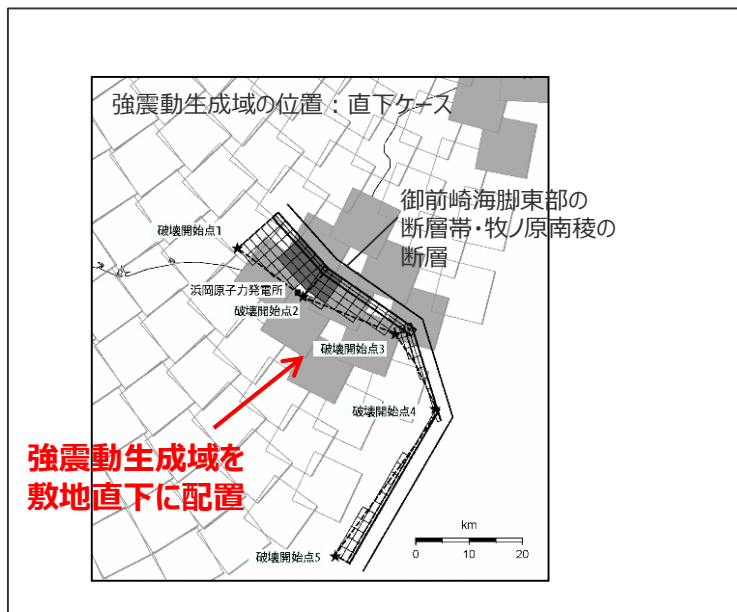 強震動生成域の位置：直下ケース
御前崎海脚東部の
断層帯・牧ノ原南稜の
断層
破壊開始点1
浜岡原子力発電所
破壊開始点2
破壊開始点3
破壊開始点4
強震動生成域を
敷地直下に配置
破壊開始点5
km
0 10 20